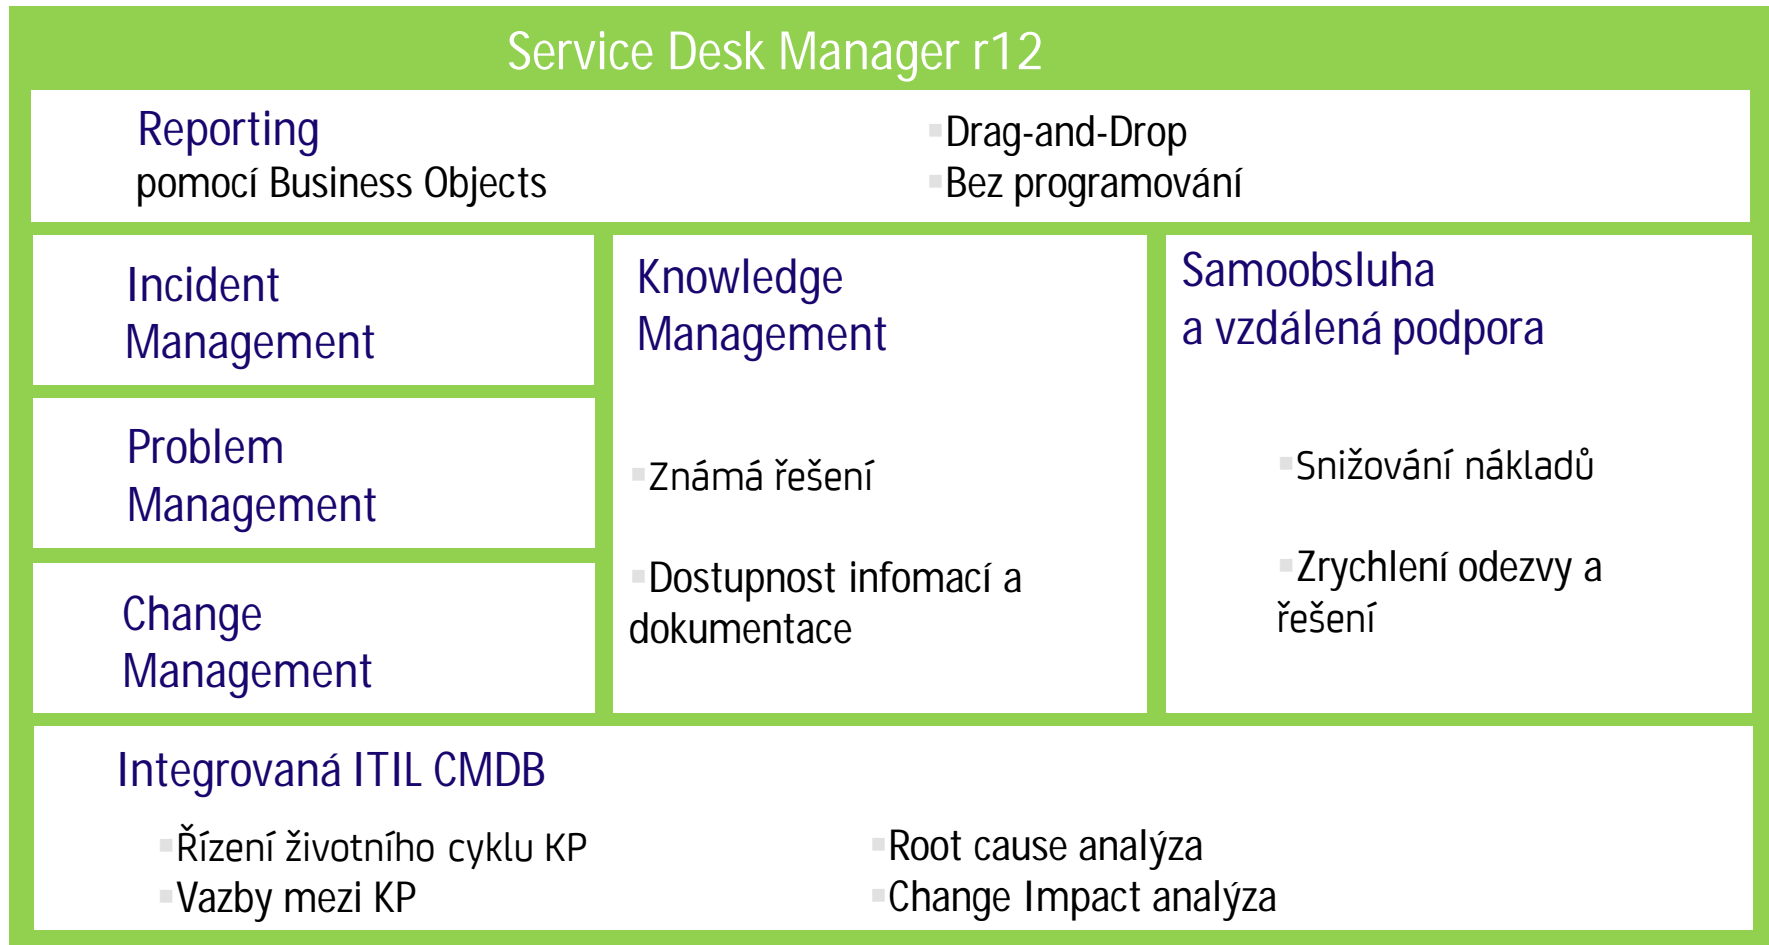 Service Desk Manager r12
Reporting
pomocí Business Objects
Drag-and-Drop
Bez programování
Incident
Management
Problem
Management
Change
Management
Knowledge
Management
Známá řešení
Dostupnost infomací a
dokumentace
Samoobsluha
a vzdálená podpora
Snižování nákladů
Zrychlení odezvy a
řešení
Integrovaná ITIL CMDB
Řízení životního cyklu KP
Vazby mezi KP
Root cause analýza
Change Impact analýza